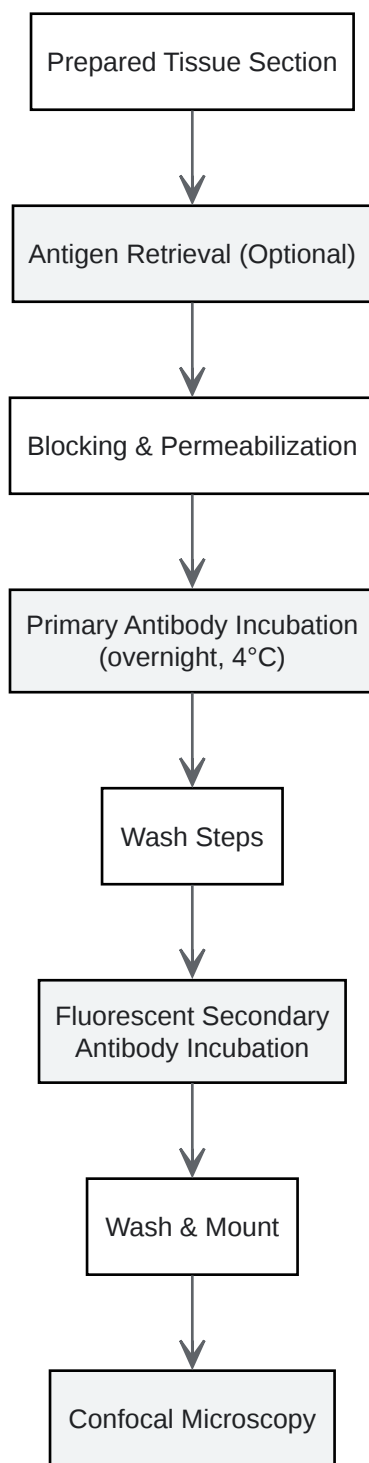 Prepared Tissue Section
Antigen Retrieval (Optional)
Blocking & Permeabilization
Primary Antibody Incubation
(overnight, 4°C)
Wash Steps
Fluorescent Secondary
Antibody Incubation
Wash & Mount
Confocal Microscopy